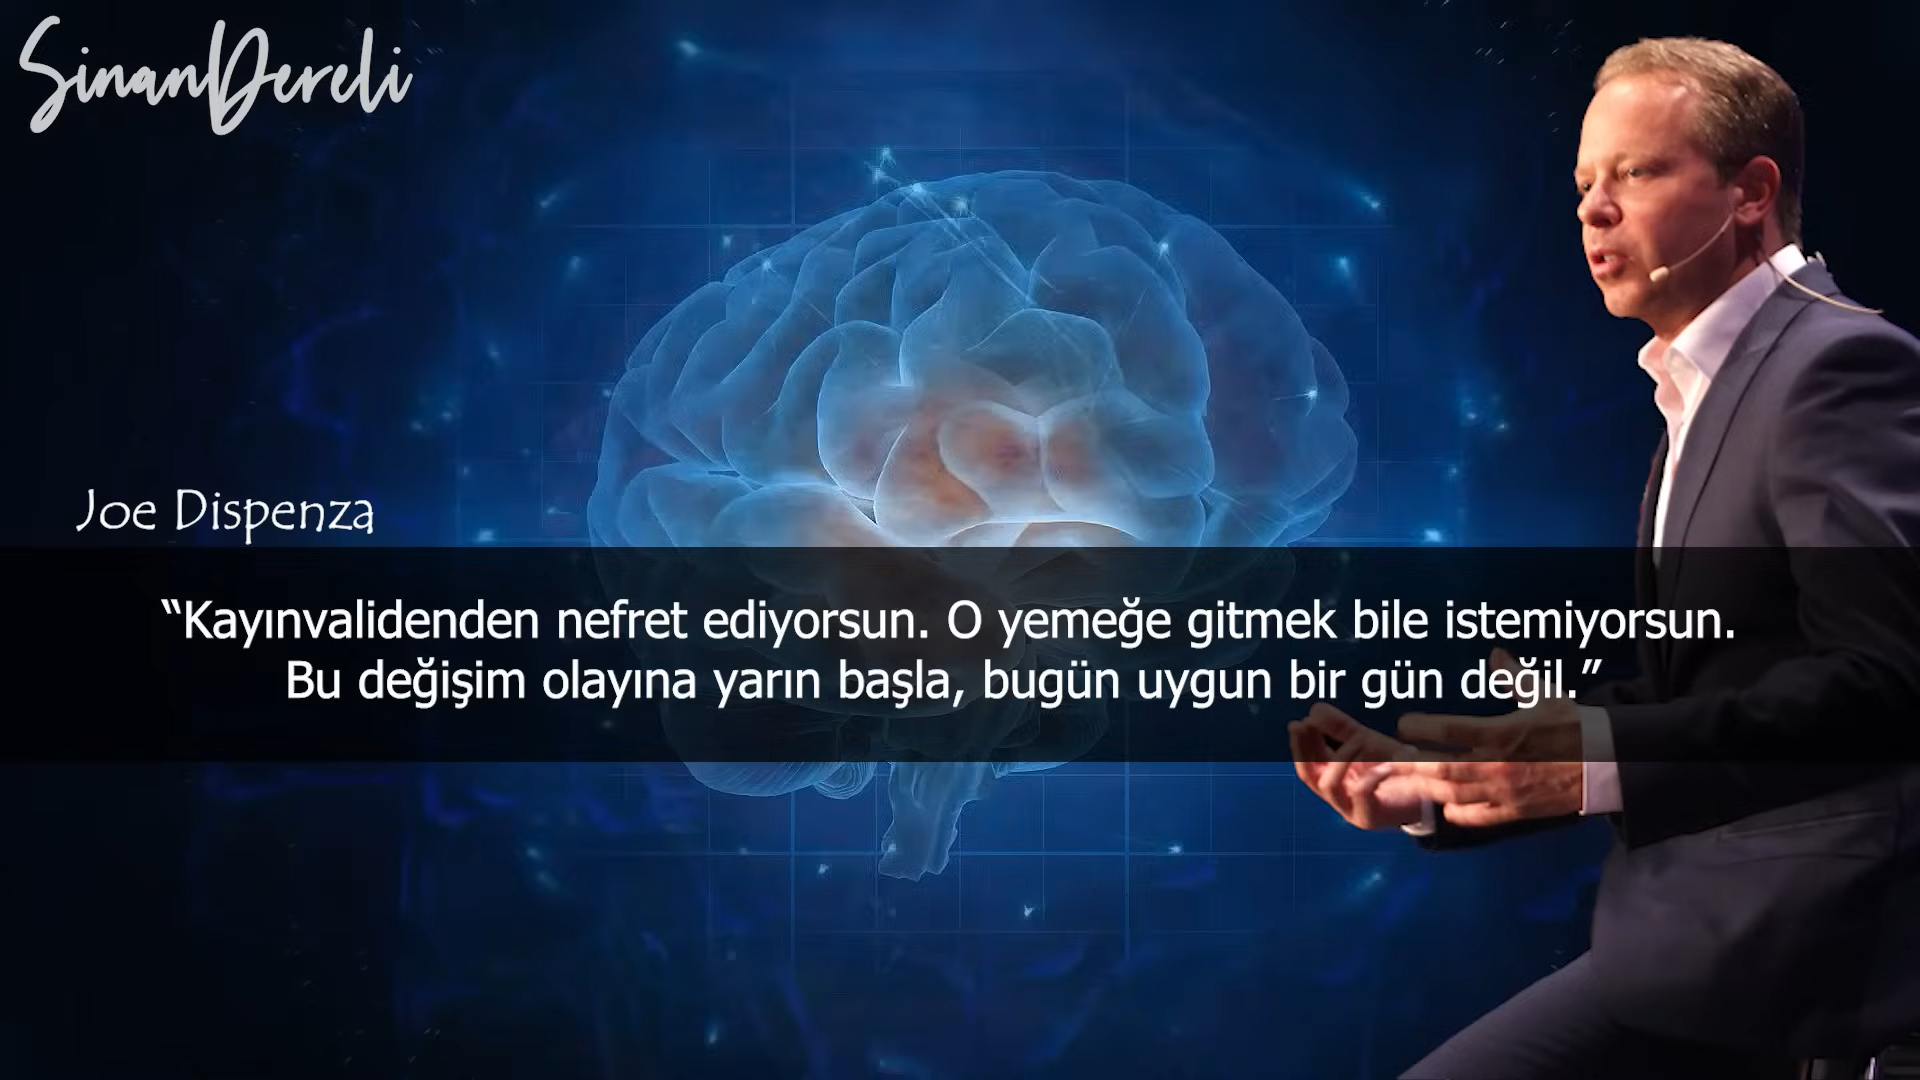 SinanDereli
Joe Dispenza
“Kayınvalidenden nefret ediyorsun. O yemeğe gitmek bile istemiyorsun.
Bu değişim olayına yarın başla, bugün uygun bir gün değil.”